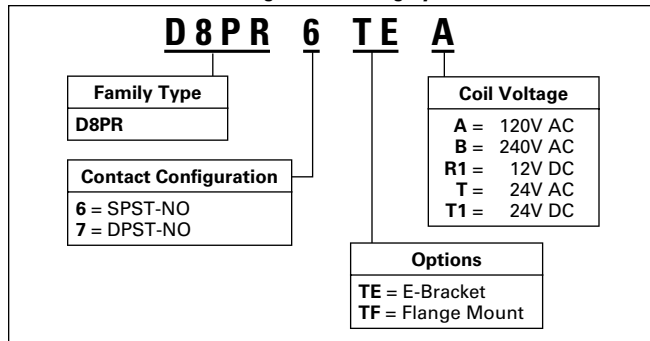 D8PR 6 TE A
Family Type
D8PR
Contact Configuration
6 = SPST-NO
7 = DPST-NO
Coil Voltage
A = 120V AC
B = 240V AC
R1 = 12V DC
T = 24V AC
T1 = 24V DC
Options
TE = E-Bracket
TF = Flange Mount